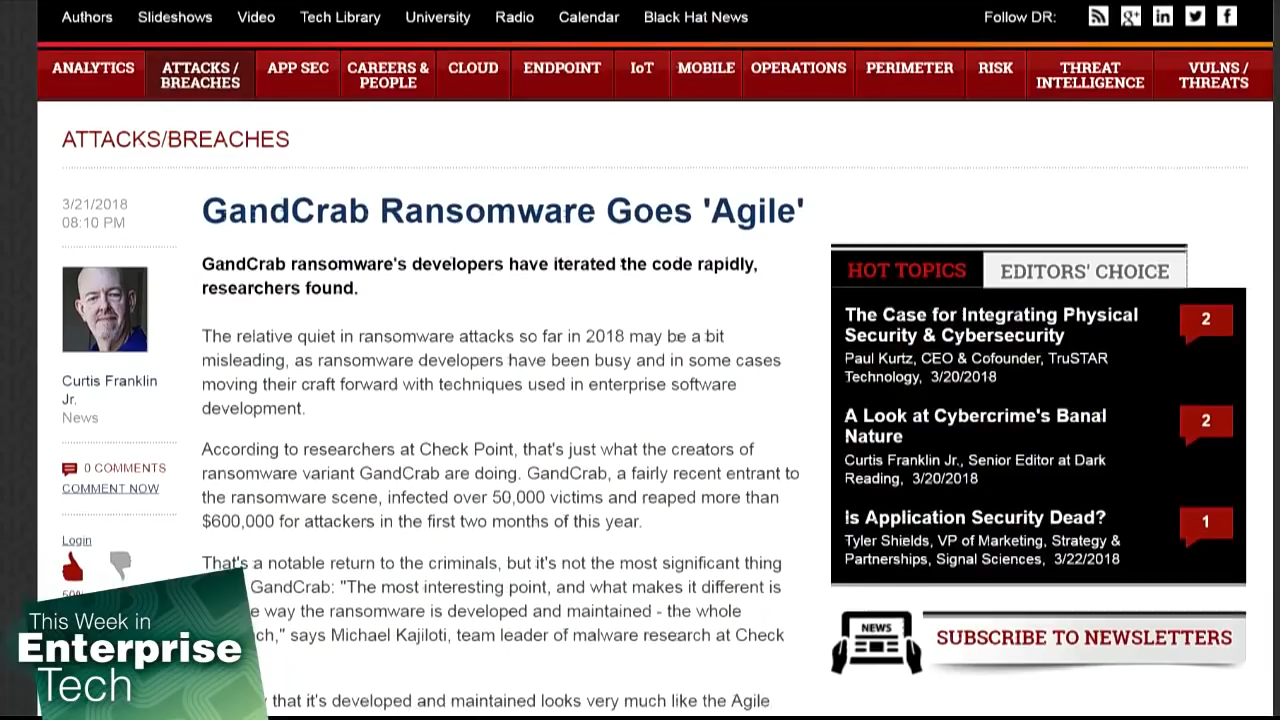 Authors Slideshows Video Tech Library University Radio Calendar Black Hat News Follow DR:
ANALYTICS
ATTACKS /
BREACHES
APP SEC
CAREERS &
PEOPLE
CLOUD
ENDPOINT
IoT
MOBILE
OPERATIONS
PERIMETER
RISK
THREAT
INTELLIGENCE
VULNS /
THREATS
ATTACKS/BREACHES
3/21/2018
08:10 PM
Curtis Franklin
Jr.
News
0 COMMENTS
COMMENT NOW
Login
50%
GandCrab Ransomware Goes 'Agile'
GandCrab ransomware's developers have iterated the code rapidly,
researchers found.
The relative quiet in ransomware attacks so far in 2018 may be a bit
misleading, as ransomware developers have been busy and in some cases
moving their craft forward with techniques used in enterprise software
development.
According to researchers at Check Point, that's just what the creators of
ransomware variant GandCrab are doing. GandCrab, a fairly recent entrant to
the ransomware scene, infected over 50,000 victims and reaped more than
$600,000 for attackers in the first two months of this year.
That's a notable return to the criminals, but it's not the most significant thing
GandCrab: "The most interesting point, and what makes it different is
way the ransomware is developed and maintained - the whole
says Michael Kajiloti, team leader of malware research at Check
that it's developed and maintained looks very much like the Agile
HOT TOPICS
EDITORS' CHOICE
The Case for Integrating Physical
Security & Cybersecurity
2
Paul Kurtz, CEO & Cofounder, TruSTAR
Technology, 3/20/2018
A Look at Cybercrime's Banal
Nature
2
Curtis Franklin Jr., Senior Editor at Dark
Reading, 3/20/2018
Is Application Security Dead?
1
Tyler Shields, VP of Marketing, Strategy &
Partnerships, Signal Sciences, 3/22/2018
NEWS
SUBSCRIBE TO NEWSLETTERS
This Week in
Enterprise
Tech